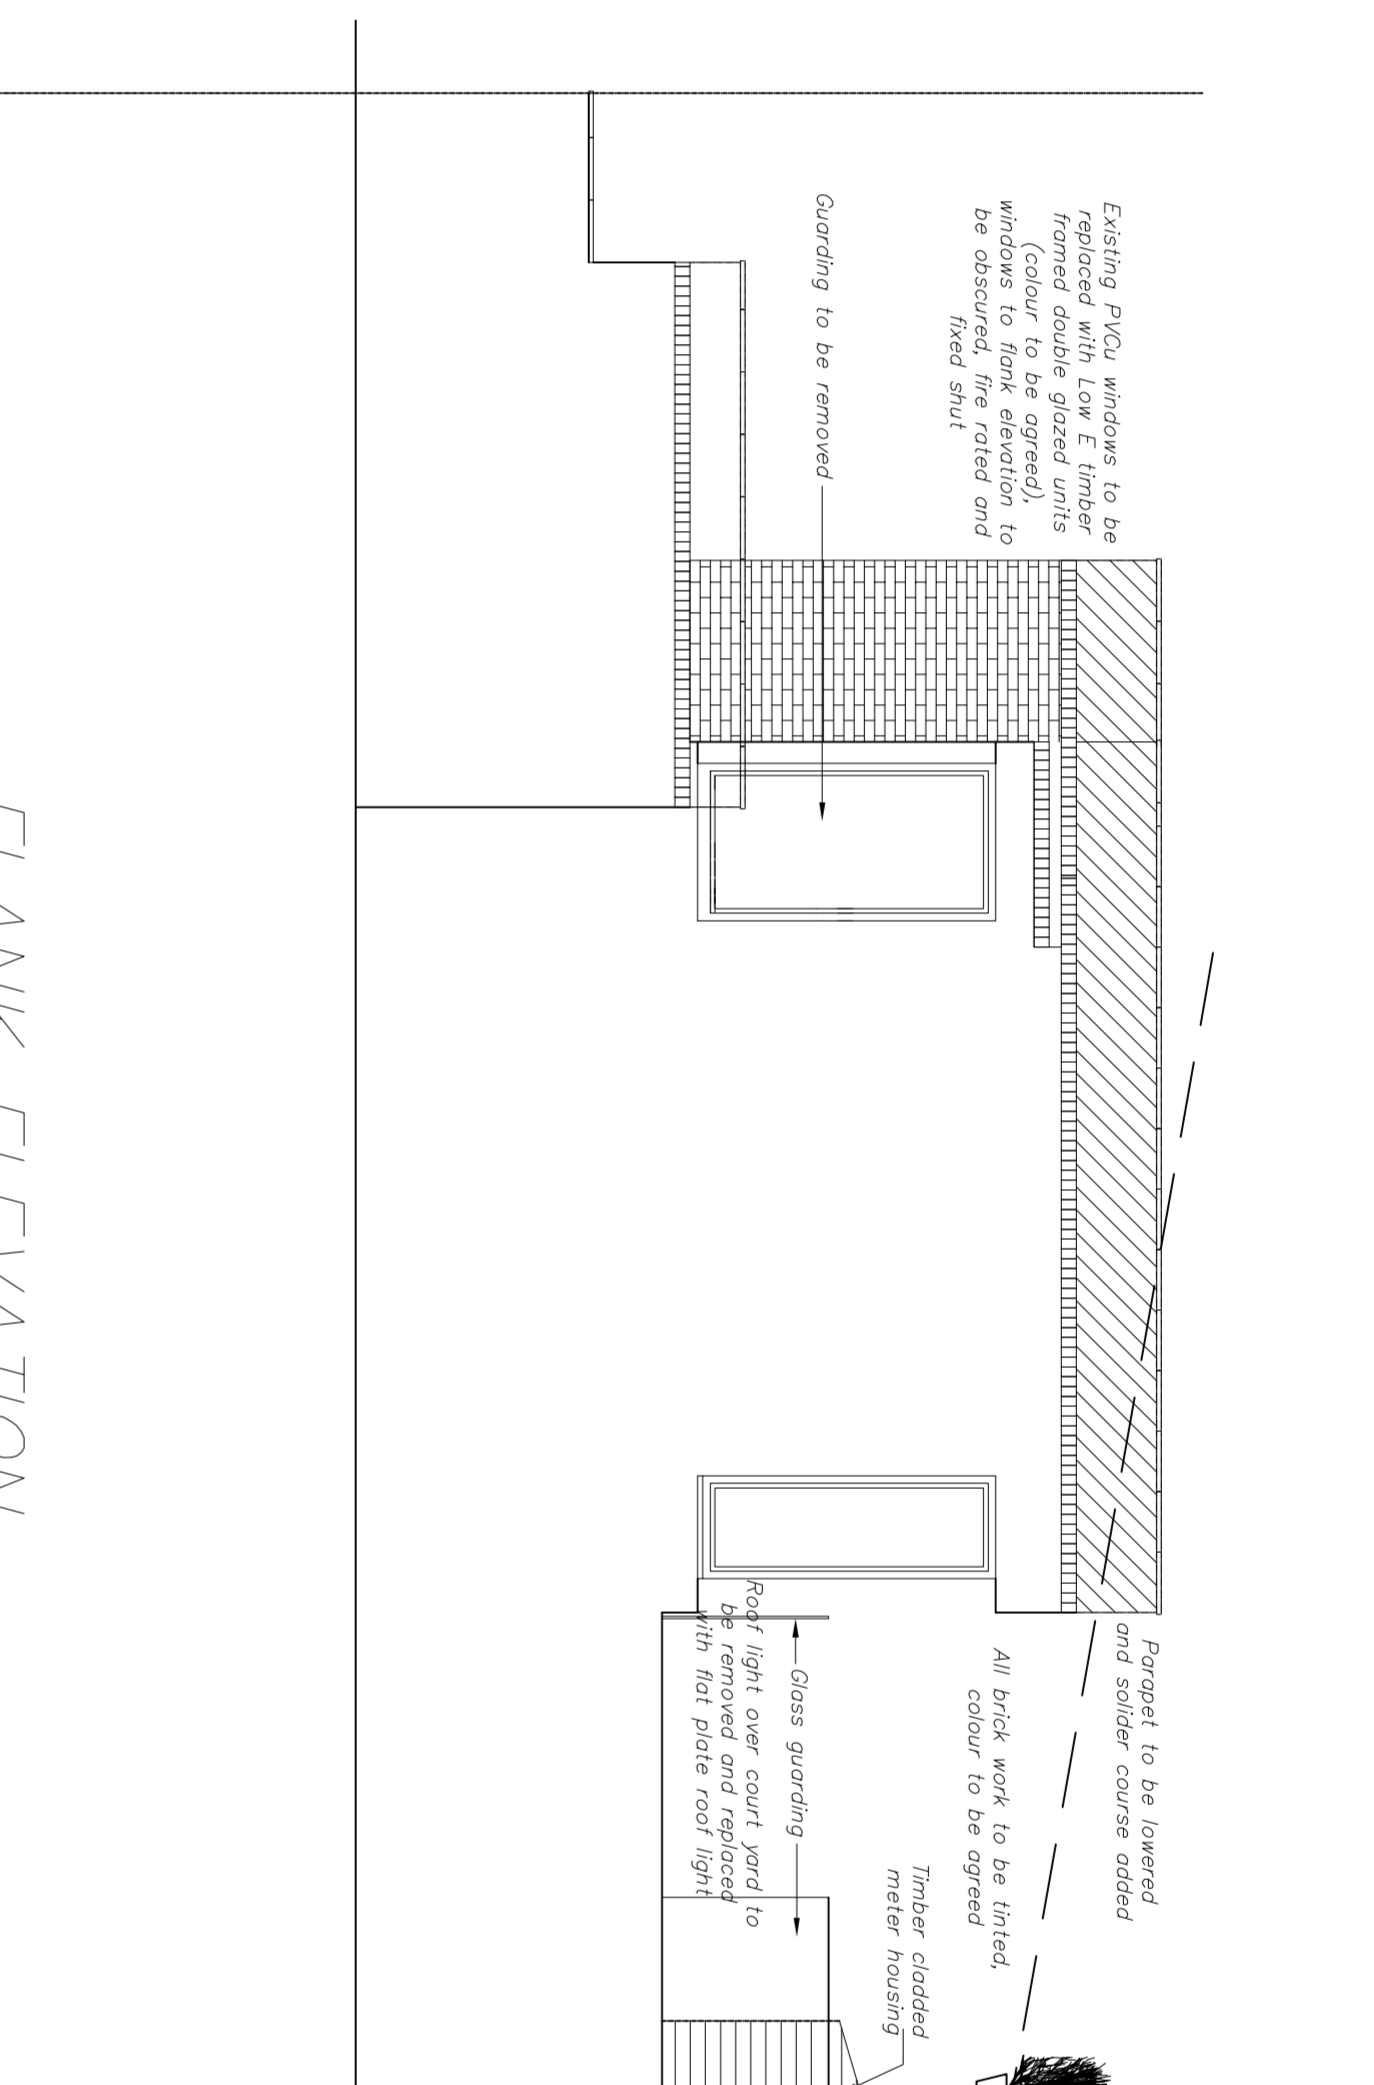 Existing PVCu windows to be
replaced with Low E timber
framed double glazed units
(colour to be agreed),
windows to flank elevation to
be obscured, fire rated and
fixed shut
Guarding to be removed
Parapet to be lowered
and solider course added
All brick work to be tinted,
colour to be agreed
Timber cladded
meter housing
Glass guarding
Roof light over court yard to
be removed and replaced
with flat plate roof light
FLANK ELEVATION